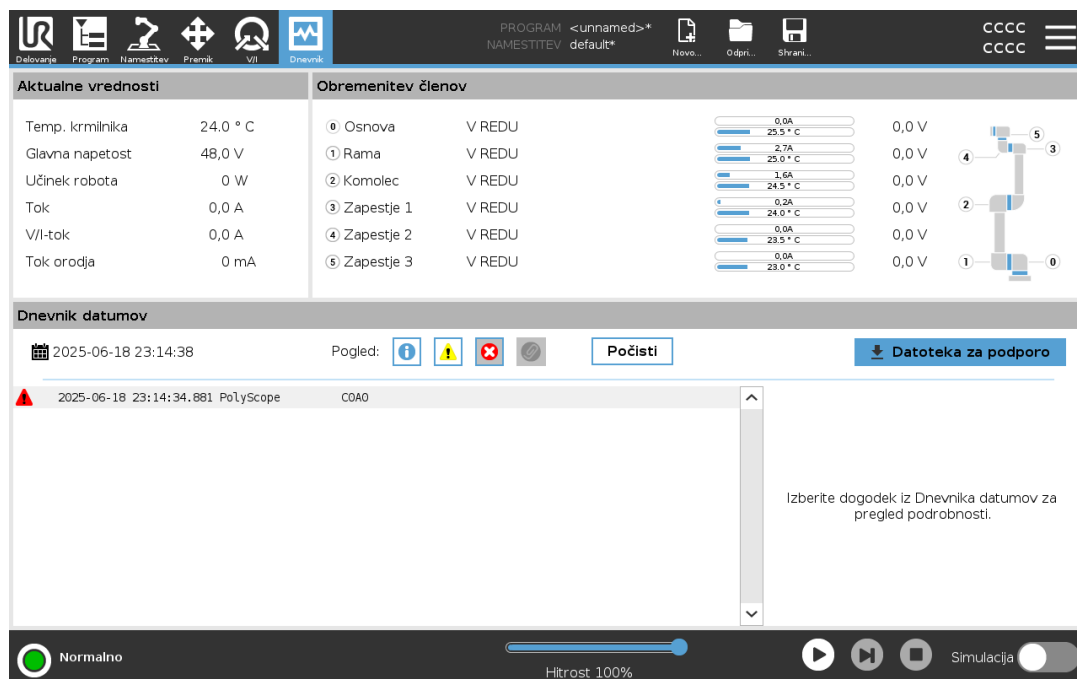 PROGRAM <unnamed>*
NAMESTITEV default*
Delovanje Program Namestitev Premik V/I Dnevnik
Novo... Odpri... Shrani...
CCCC
CCCC
Aktualne vrednosti
Temp. krmilnika 24.0 ° C
Glavna napetost 48,0 V
Učinek robota 0 W
Tok 0,0 A
V/I-tok 0,0 A
Tok orodja 0 mA
Obremenitev členov
0 Osnova V REDU 0,0A 25.5 ° C 0,0 V
1 Rama V REDU 2,7A 25.0 ° C 0,0 V
2 Komolec V REDU 1,6A 24.5 ° C 0,0 V
3 Zapestje 1 V REDU 0,2A 24.0 ° C 0,0 V
4 Zapestje 2 V REDU 0,0A 23.5 ° C 0,0 V
5 Zapestje 3 V REDU 0,0A 23.0 ° C 0,0 V
5
3
4
2
1 0
Dnevnik datumov
2025-06-18 23:14:38 Pogled: Počisti Datoteka za podporo
2025-06-18 23:14:34.881 PolyScope C0A0
Izberite dogodek iz Dnevnika datumov za
pregled podrobnosti.
Normalno
Hitrost 100%
Simulacija